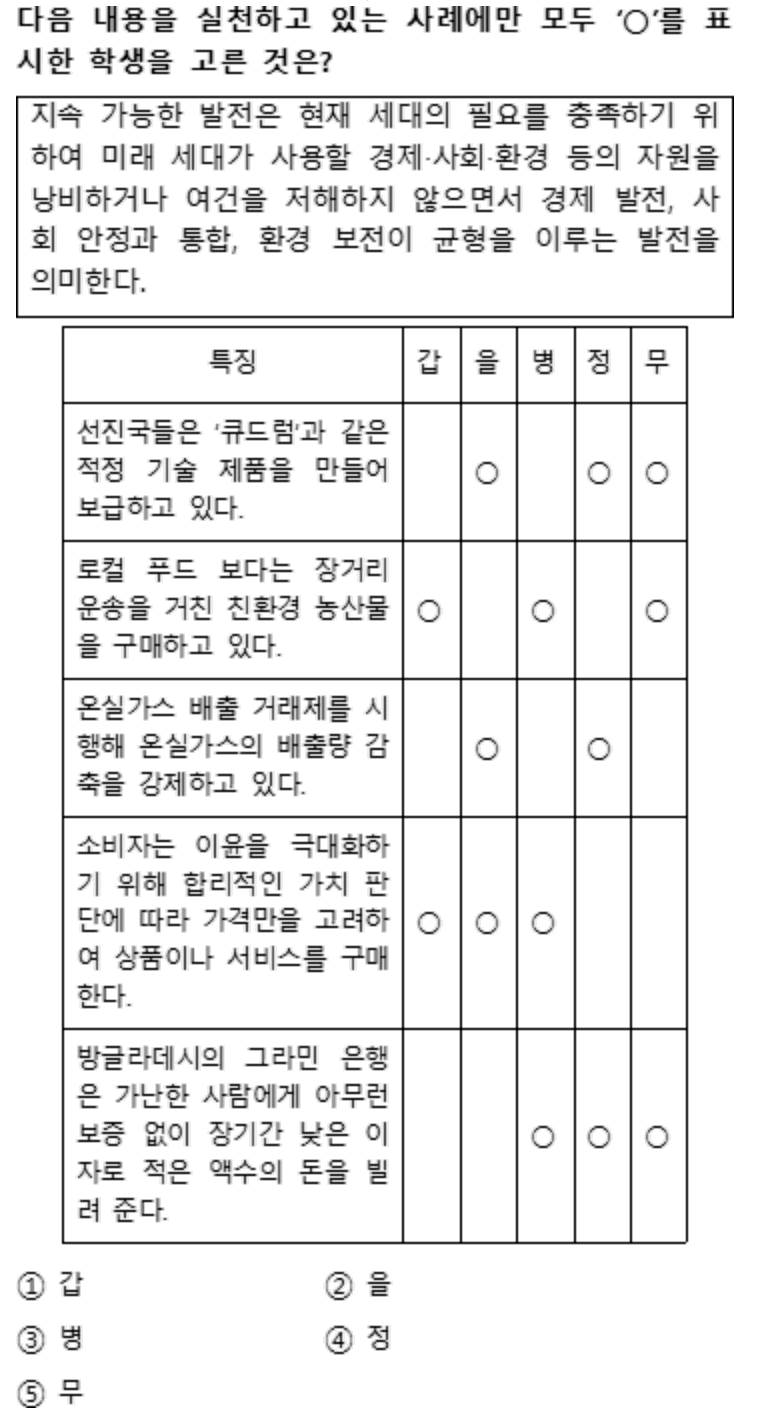 다음 내용을 실천하고 있는 사례에만 모두 '○'를 표
시한 학생을 고른 것은?
지속 가능한 발전은 현재 세대의 필요를 충족하기 위
하여 미래 세대가 사용할 경제·사회·환경 등의 자원을
낭비하거나 여건을 저해하지 않으면서 경제 발전, 사
회 안정과 통합, 환경 보전이 균형을 이루는 발전을
의미한다.
특징 갑 을 병 정 무
선진국들은 '큐드럼'과 같은
적정 기술 제품을 만들어 ○ ○ ○
보급하고 있다.
로컬 푸드 보다는 장거리
운송을 거친 친환경 농산물 ○ ○ ○
을 구매하고 있다.
온실가스 배출 거래제를 시
행해 온실가스의 배출량 감 ○ ○
축을 강제하고 있다.
소비자는 이윤을 극대화하
기 위해 합리적인 가치 판
단에 따라 가격만을 고려하 ○ ○ ○
여 상품이나 서비스를 구매
한다.
방글라데시의 그라민 은행
은 가난한 사람에게 아무런
보증 없이 장기간 낮은 이 ○ ○ ○
자로 적은 액수의 돈을 빌
려 준다.
① 갑 ② 을
③ 병 ④ 정
⑤ 무